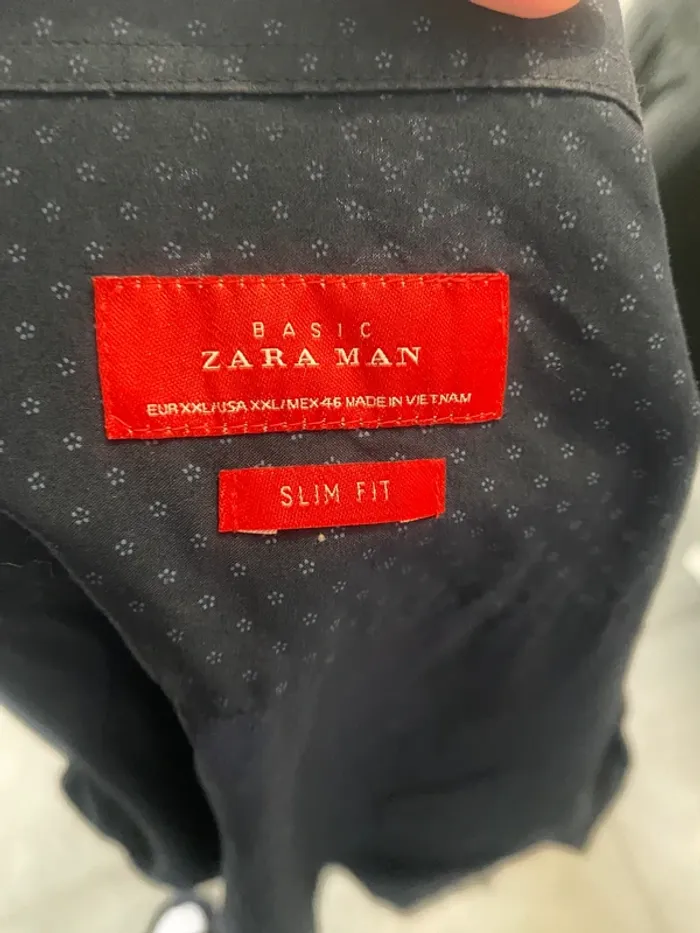 BASIC
ZARA MAN
EUR XXL/USA XXL/MEX 46 MADE IN VIETNAM
SLIM FIT